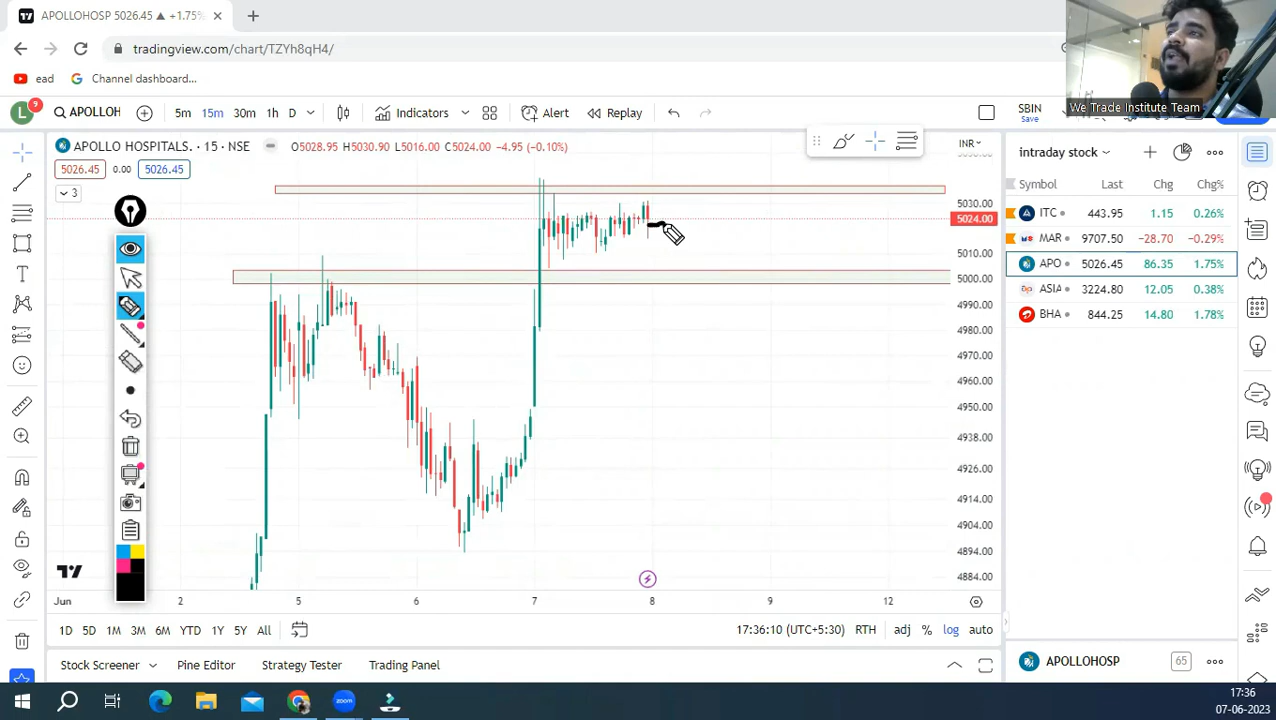 APOLLOHOSP 5026.45 ▲ +1.75%
tradingview.com/chart/TZYh8qH4/
ead
Channel dashboard...
We Trade Institute Team
L
9
APOLLOH
5m
15m
30m
1h
D
Indicators
Alert
Replay
SBIN
Save
APOLLO HOSPITALS. · 15 · NSE
O5028.95 H5030.90 L5016.00 C5024.00 −4.95 (−0.10%)
5026.45
0.00
5026.45
3
INR
5030.00
5024.00
5010.00
5000.00
4990.00
4980.00
4970.00
4960.00
4950.00
4938.00
4926.00
4914.00
4904.00
4894.00
4884.00
Jun
2
5
6
7
8
9
12
intraday stock
Symbol
Last
Chg
Chg%
ITC
443.95
1.15
0.26%
MAR
9707.50
-28.70
-0.29%
APO
5026.45
86.35
1.75%
ASIA
3224.80
12.05
0.38%
BHA
844.25
14.80
1.78%
1D
5D
1M
3M
6M
YTD
1Y
5Y
All
17:36:10 (UTC+5:30)
RTH
adj
%
log
auto
Stock Screener
Pine Editor
Strategy Tester
Trading Panel
APOLLOHOSP
65
zoom
17:36
07-06-2023